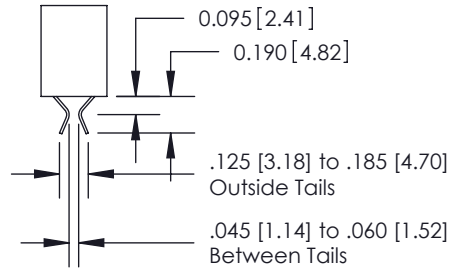 0.095 [2.41]
0.190 [4.82]
.125 [3.18] to .185 [4.70]
Outside Tails
.045 [1.14] to .060 [1.52]
Between Tails